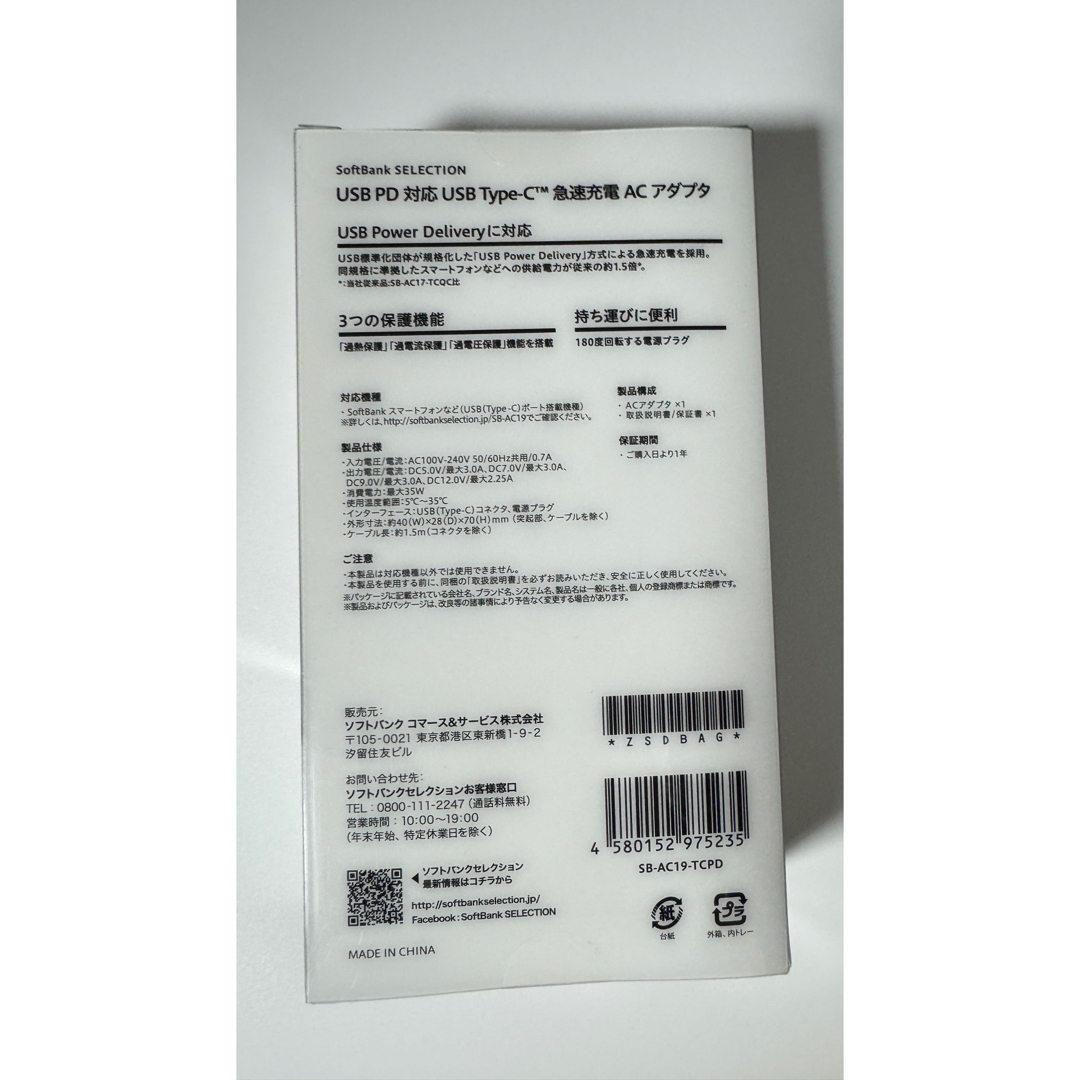 SoftBank SELECTION
USB PD 対応 USB Type-C™ 急速充電 AC アダプタ
USB Power Deliveryに対応
USB標準化団体が規格化した「USB Power Delivery」方式による急速充電を採用。
同規格に準拠したスマートフォンなどへの供給電力が従来の約1.5倍*。
*:当社従来品:SB-AC17-TCQC比
3つの保護機能
「過熱保護」「過電流保護」「過電圧保護」機能を搭載
持ち運びに便利
180度回転する電源プラグ
対応機種
・SoftBank スマートフォンなど(USB(Type-C)ポート搭載機種)
※詳しくは、http://softbankselection.jp/SB-AC19でご確認ください。
製品構成
・ACアダプタ ×1
・取扱説明書/保証書 ×1
製品仕様
・入力電圧/電流:AC100V-240V 50/60Hz共用/0.7A
・出力電圧/電流:DC5.0V/最大3.0A、DC7.0V/最大3.0A、
DC9.0V/最大3.0A、DC12.0V/最大2.25A
・消費電力:最大35W
・使用温度範囲:5℃〜35℃
・インターフェース:USB(Type-C)コネクタ、電源プラグ
・外形寸法:約40(W)×28(D)×70(H)mm (突起部、ケーブルを除く)
・ケーブル長:約1.5m(コネクタを除く)
保証期間
・ご購入日より1年
ご注意
・本製品は対応機種以外では使用できません。
・本製品を使用する前に、同梱の「取扱説明書」を必ずお読みいただき、安全に正しく使用してください。
※パッケージに記載されている会社名、ブランド名、システム名、製品名は一般に各社、個人の登録商標または商標です。
※製品およびパッケージは、改良等の諸事情により予告なく変更する場合があります。
販売元:
ソフトバンク コマース&サービス株式会社
〒105-0021 東京都港区東新橋1-9-2
汐留住友ビル
お問い合わせ先:
ソフトバンクセレクションお客様窓口
TEL:0800-111-2247(通話料無料)
営業時間:10:00〜19:00
(年末年始、特定休業日を除く)
ソフトバンクセレクション
最新情報はコチラから
http://softbankselection.jp/
Facebook:SoftBank SELECTION
MADE IN CHINA
*ZSDBAG*
4 580152 975235
SB-AC19-TCPD
紙
台紙
プラ
外箱、内トレー